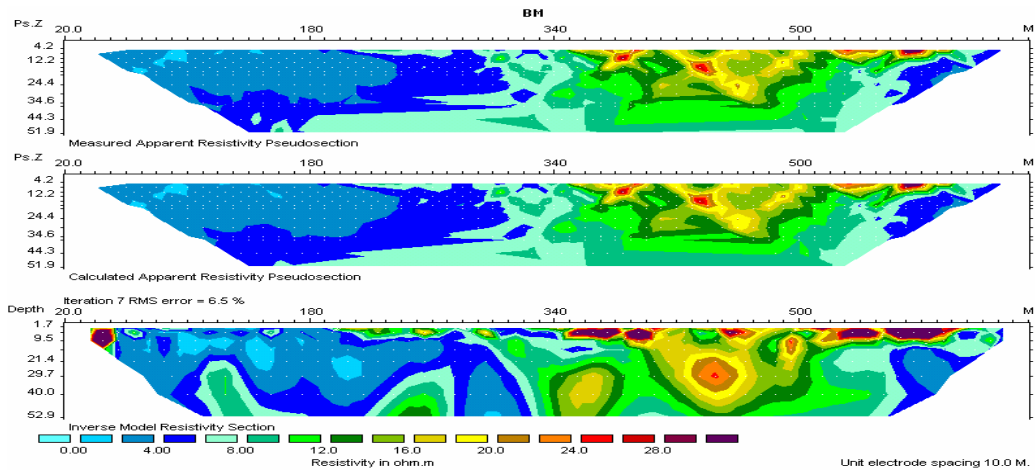 BM
Ps.Z 20.0 180 340 500 M.
4.2
12.2
24.4
34.6
44.3
51.9
Measured Apparent Resistivity Pseudosection
Ps.Z 20.0 180 340 500 M.
4.2
12.2
24.4
34.6
44.3
51.9
Calculated Apparent Resistivity Pseudosection
Depth Iteration 7 RMS error = 6.5 %
20.0 180 340 500 M.
1.7
9.5
21.4
29.7
40.0
52.9
Inverse Model Resistivity Section
0.00 4.00 8.00 12.0 16.0 20.0 24.0 28.0
Resistivity in ohm.m Unit electrode spacing 10.0 M.